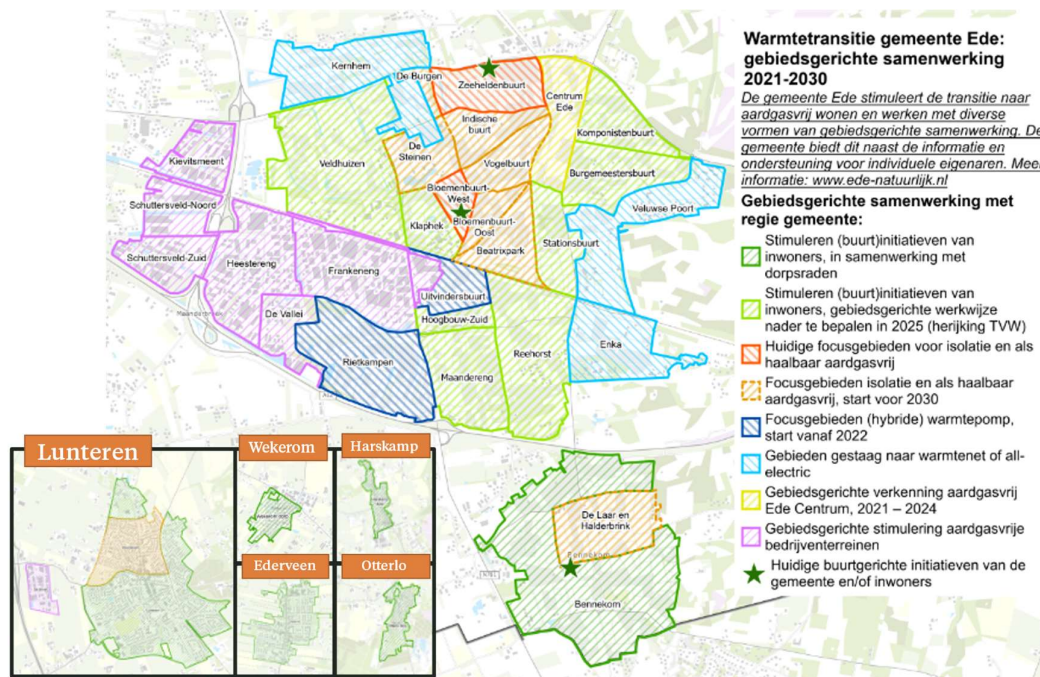 Warmtetransitie gemeente Ede:
gebiedsgerichte samenwerking
2021-2030
De gemeente Ede stimuleert de transitie naar
aardgasvrij wonen en werken met diverse
vormen van gebiedsgerichte samenwerking. De
gemeente biedt dit naast de informatie en
ondersteuning voor individuele eigenaren. Meer
informatie: www.ede-natuurlijk.nl
Gebiedsgerichte samenwerking met
regie gemeente:
Stimuleren (buurt)initiatieven van
inwoners, in samenwerking met
dorpsraden
Stimuleren (buurt)initiatieven van
inwoners, gebiedsgerichte werkwijze
nader te bepalen in 2025 (herijking TVW)
Huidige focusgebieden voor isolatie en als
haalbaar aardgasvrij
Focusgebieden isolatie en als haalbaar
aardgasvrij, start voor 2030
Focusgebieden (hybride) warmtepomp,
start vanaf 2022
Gebieden gestaag naar warmtenet of all-
electric
Gebiedsgerichte verkenning aardgasvrij
Ede Centrum, 2021 – 2024
Gebiedsgerichte stimulering aardgasvrije
bedrijventerreinen
Huidige buurtgerichte initiatieven van de
gemeente en/of inwoners
Kernhem
De Burgen
Zeeheldenbuurt
Centrum
Ede
Indische
buurt
Komponistenbuurt
De
Steinen
Kievitsmeent
Veldhuizen
Vogelbuurt
Burgemeestersbuurt
Bloemenbuurt-
West
Schuttersveld-Noord
Veluwse Poort
Klaphek
Bloemenbuurt-
Oost
Beatrixpark
Stationsbuurt
Schuttersveld-Zuid
Heestereng
Frankeneng
Uitvindersbuurt
De Vallei
Hoogbouw-Zuid
Rietkampen
Maandereng
Reehorst
Enka
Lunteren
Wekerom
Harskamp
Ederveen
Otterlo
De Laar en
Halderbrink
Bennekom